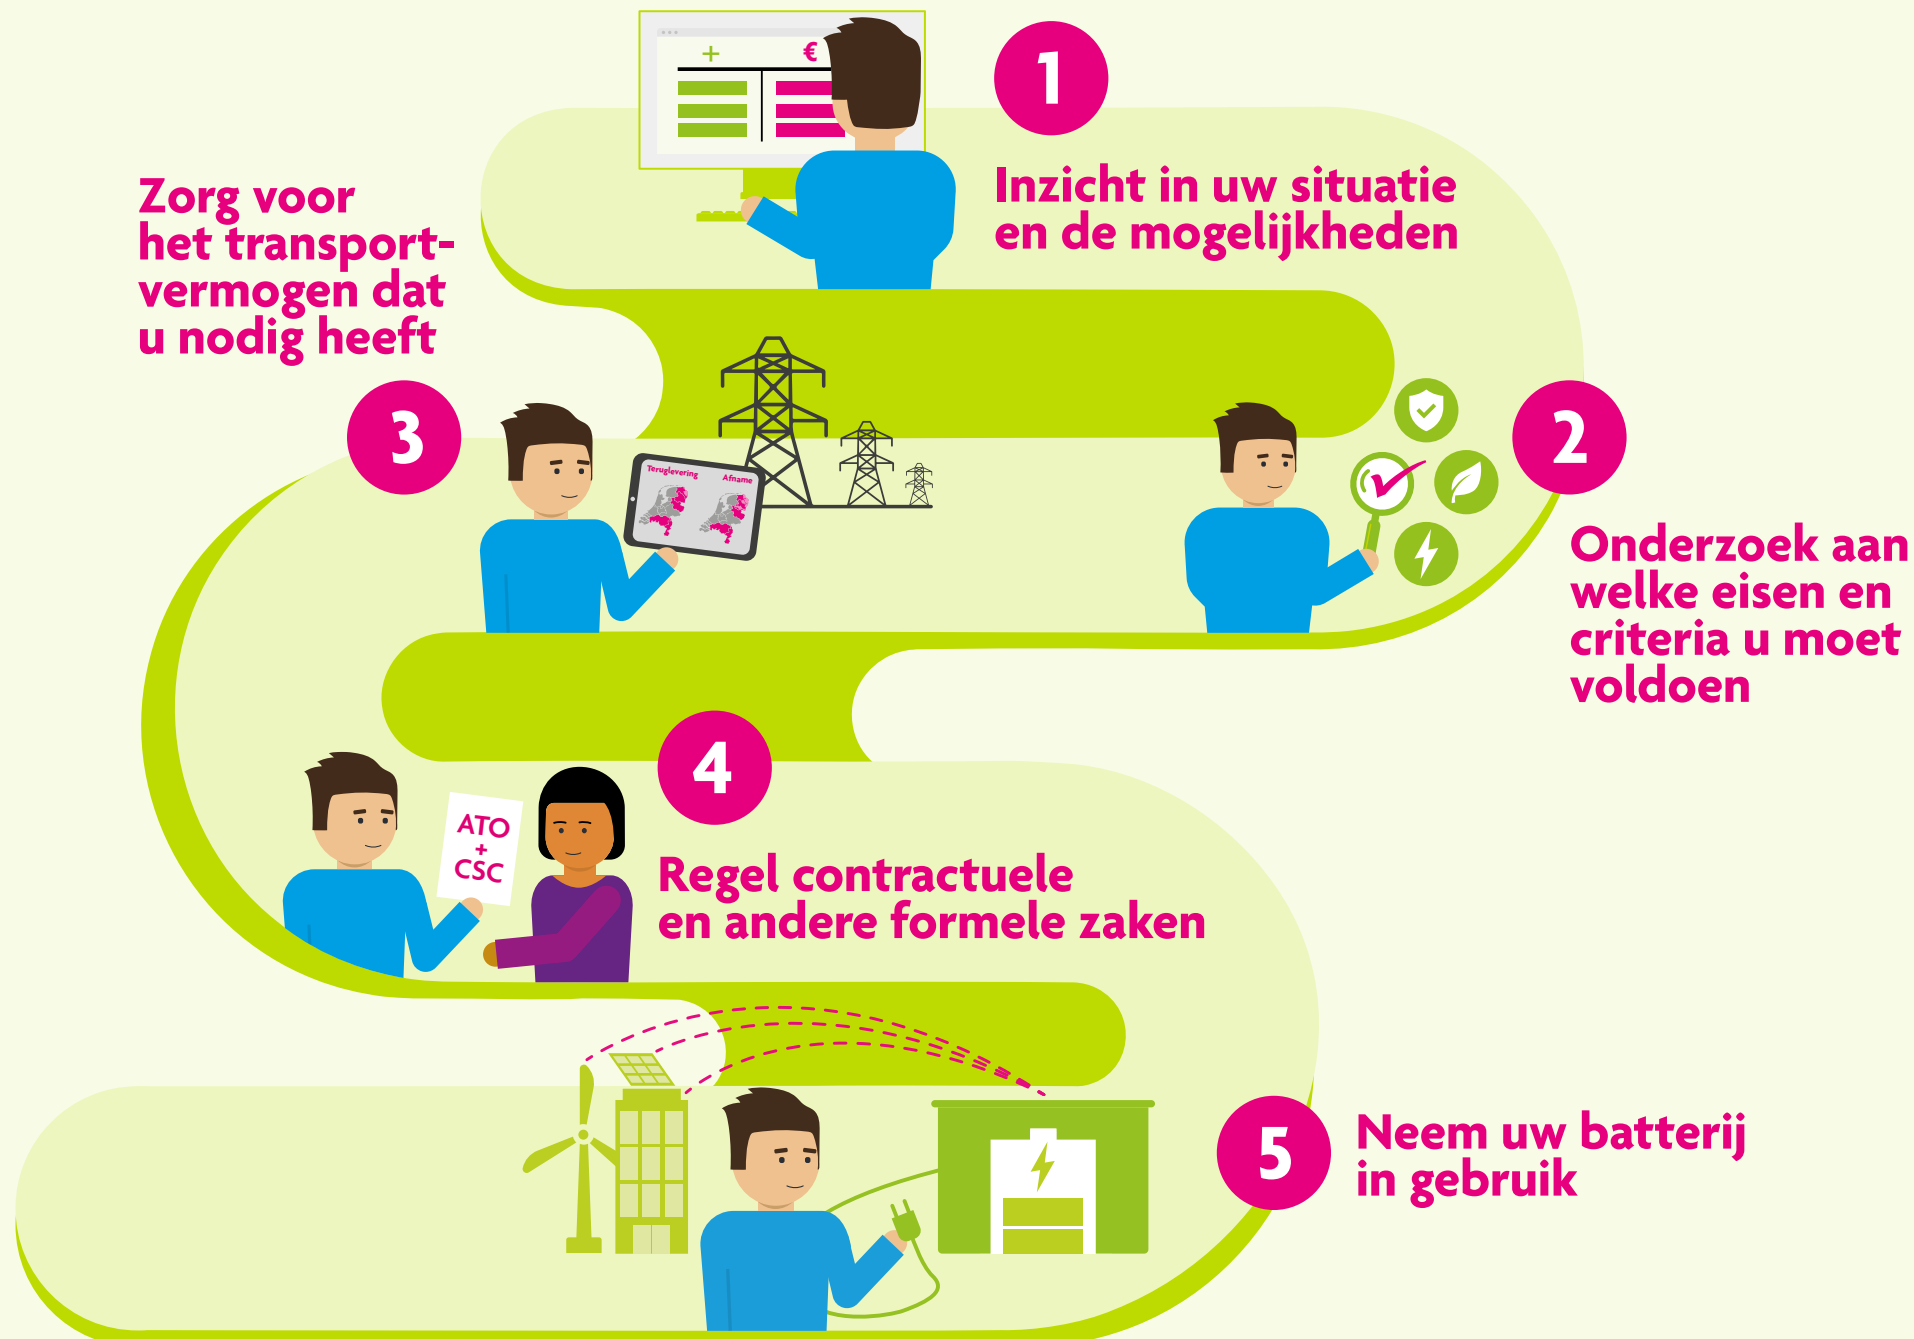 + €
1
Inzicht in uw situatie
en de mogelijkheden
2
Onderzoek aan
welke eisen en
criteria u moet
voldoen
Zorg voor
het transport-
vermogen dat
u nodig heeft
3
Teruglevering Afname
4
ATO
+
CSC
Regel contractuele
en andere formele zaken
5
Neem uw batterij
in gebruik